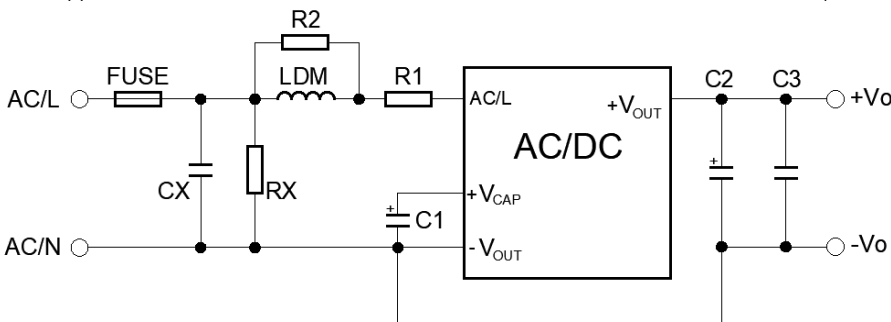 R2
FUSE
LDM
R1
C2
C3
AC/L
AC/L
+VOUT
+Vo
AC/DC
CX
RX
+VCAP
+
+
+
C1
AC/N
-VOUT
-Vo